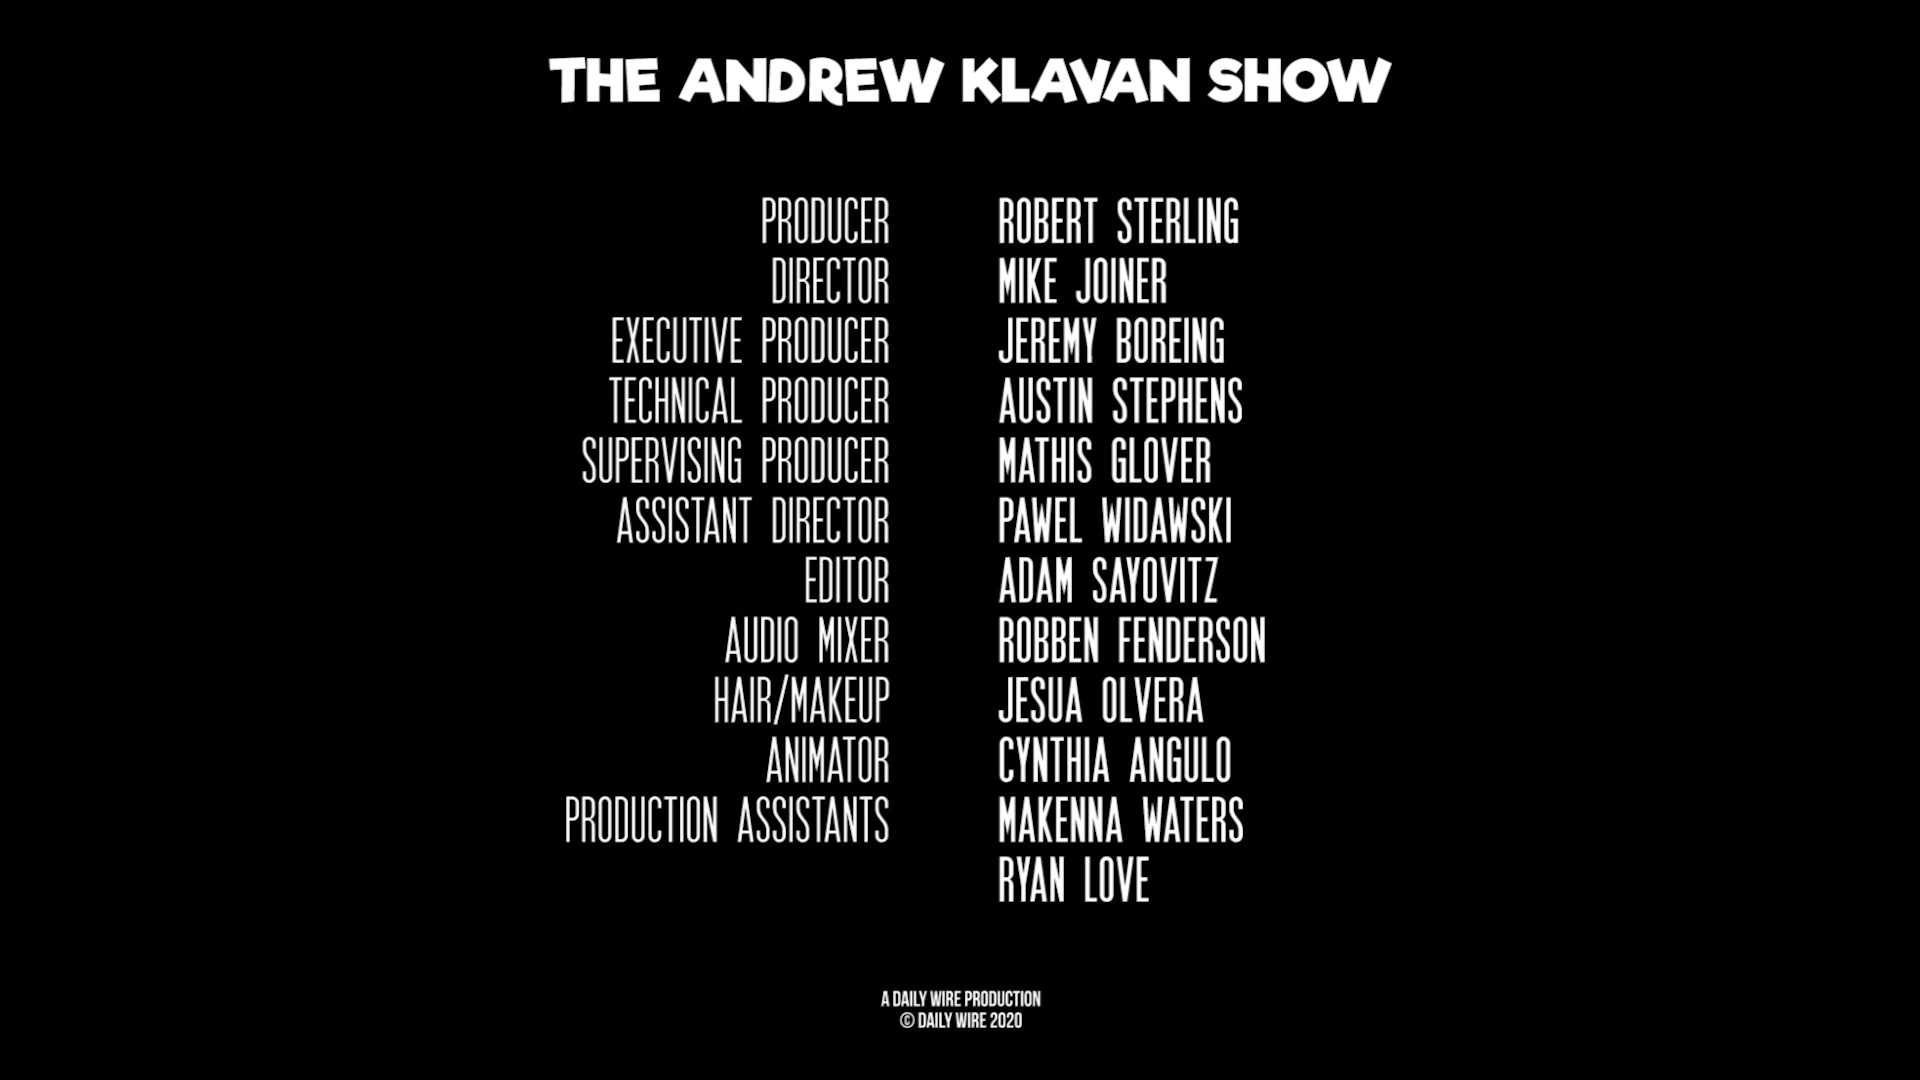 THE ANDREW KLAVAN SHOW
PRODUCER ROBERT STERLING
DIRECTOR MIKE JOINER
EXECUTIVE PRODUCER JEREMY BOREING
TECHNICAL PRODUCER AUSTIN STEPHENS
SUPERVISING PRODUCER MATHIS GLOVER
ASSISTANT DIRECTOR PAWEL WIDAWSKI
EDITOR ADAM SAYOVITZ
AUDIO MIXER ROBBEN FENDERSON
HAIR/MAKEUP JESUA OLVERA
ANIMATOR CYNTHIA ANGULO
PRODUCTION ASSISTANTS MAKENNA WATERS
RYAN LOVE
A DAILY WIRE PRODUCTION
© DAILY WIRE 2020